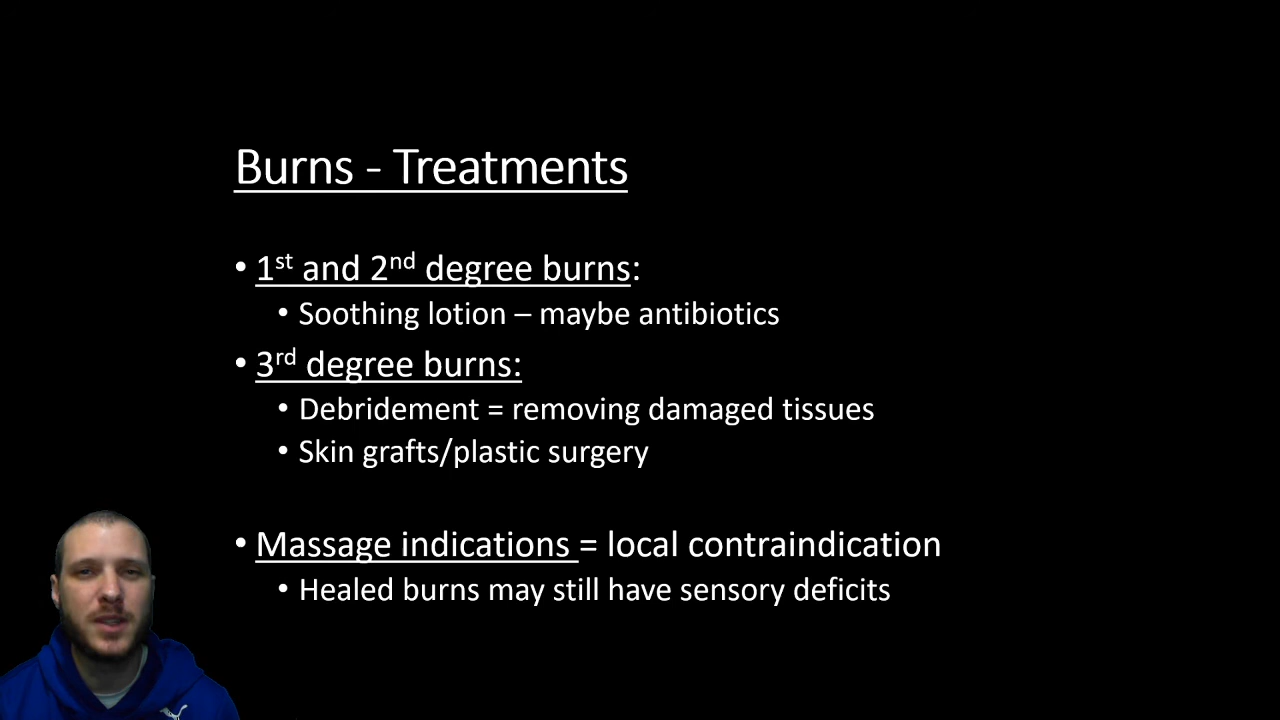 Burns - Treatments
• 1st and 2nd degree burns:
• Soothing lotion – maybe antibiotics
• 3rd degree burns:
• Debridement = removing damaged tissues
• Skin grafts/plastic surgery
• Massage indications = local contraindication
• Healed burns may still have sensory deficits